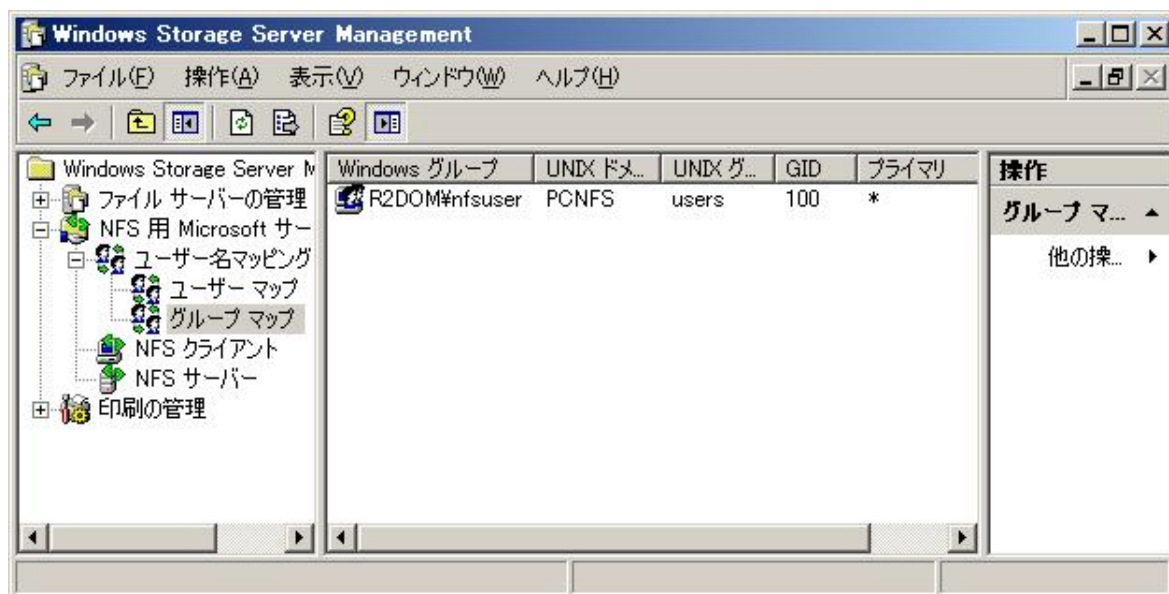 Windows Storage Server Management
ファイル(F) 操作(A) 表示(V) ウィンドウ(W) ヘルプ(H)
Windows Storage Server M
ファイル サーバーの管理
NFS 用 Microsoft サー
ユーザー名マッピング
ユーザー マップ
グループ マップ
NFS クライアント
NFS サーバー
印刷の管理
Windows グループ UNIX ドメ... UNIX グ... GID プライマリ
R2DOM¥nfsuser PCNFS users 100 *
操作
グループ マ...
他の操...